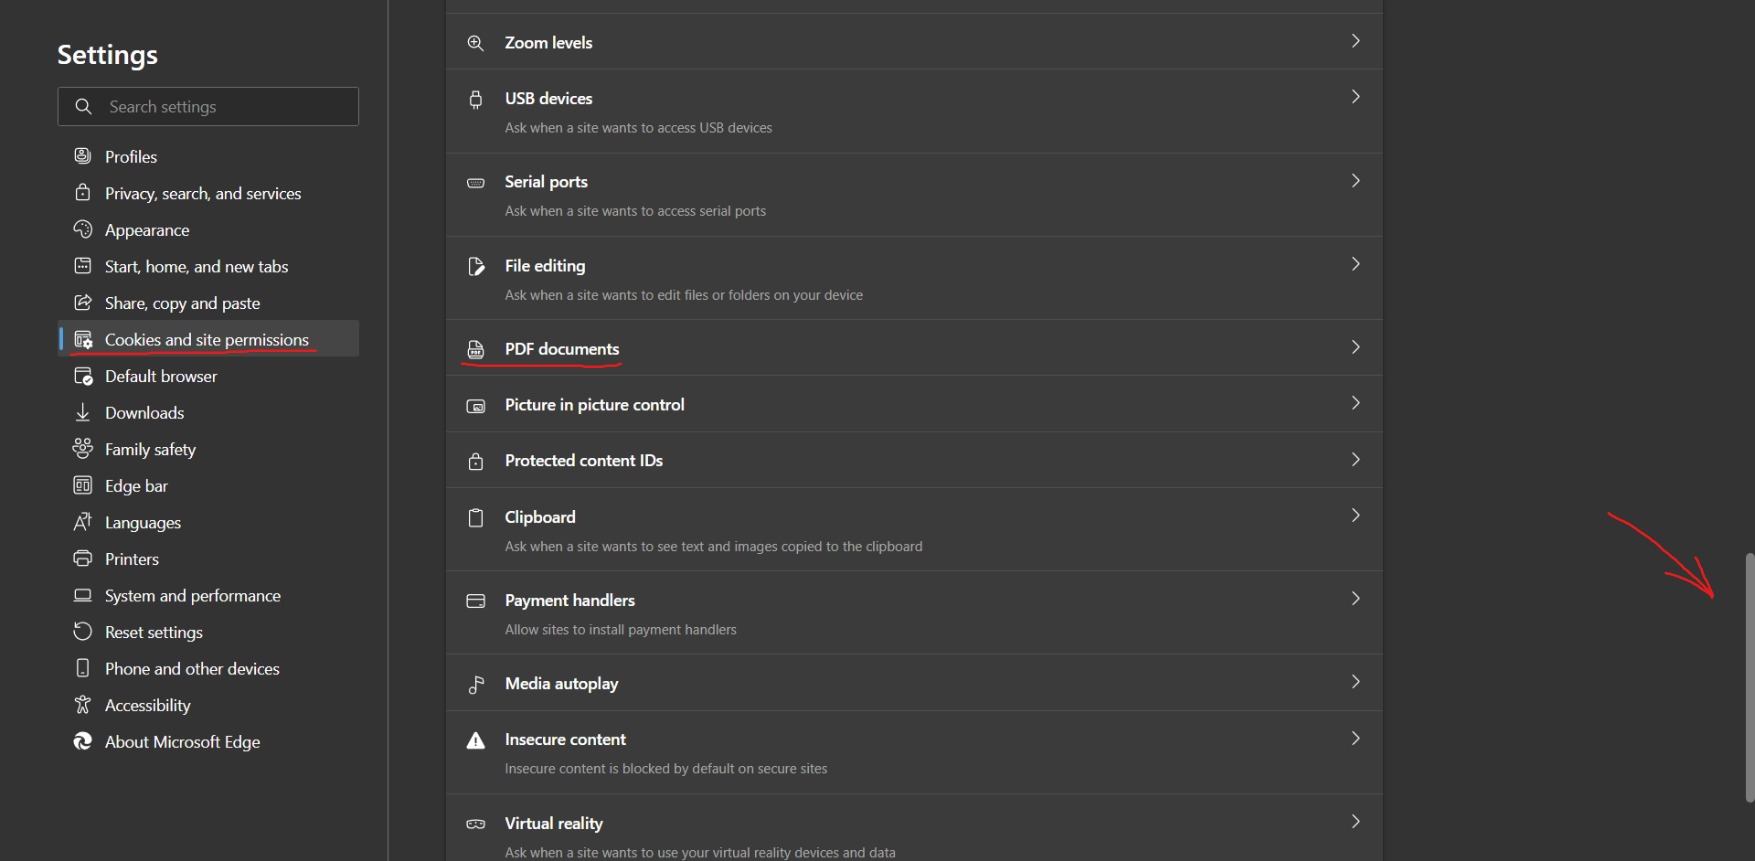 Settings
Search settings
Profiles
Privacy, search, and services
Appearance
Start, home, and new tabs
Share, copy and paste
Cookies and site permissions
Default browser
Downloads
Family safety
Edge bar
Languages
Printers
System and performance
Reset settings
Phone and other devices
Accessibility
About Microsoft Edge
Zoom levels
USB devices
Ask when a site wants to access USB devices
Serial ports
Ask when a site wants to access serial ports
File editing
Ask when a site wants to edit files or folders on your device
PDF documents
Picture in picture control
Protected content IDs
Clipboard
Ask when a site wants to see text and images copied to the clipboard
Payment handlers
Allow sites to install payment handlers
Media autoplay
Insecure content
Insecure content is blocked by default on secure sites
Virtual reality
Ask when a site wants to use your virtual reality devices and data